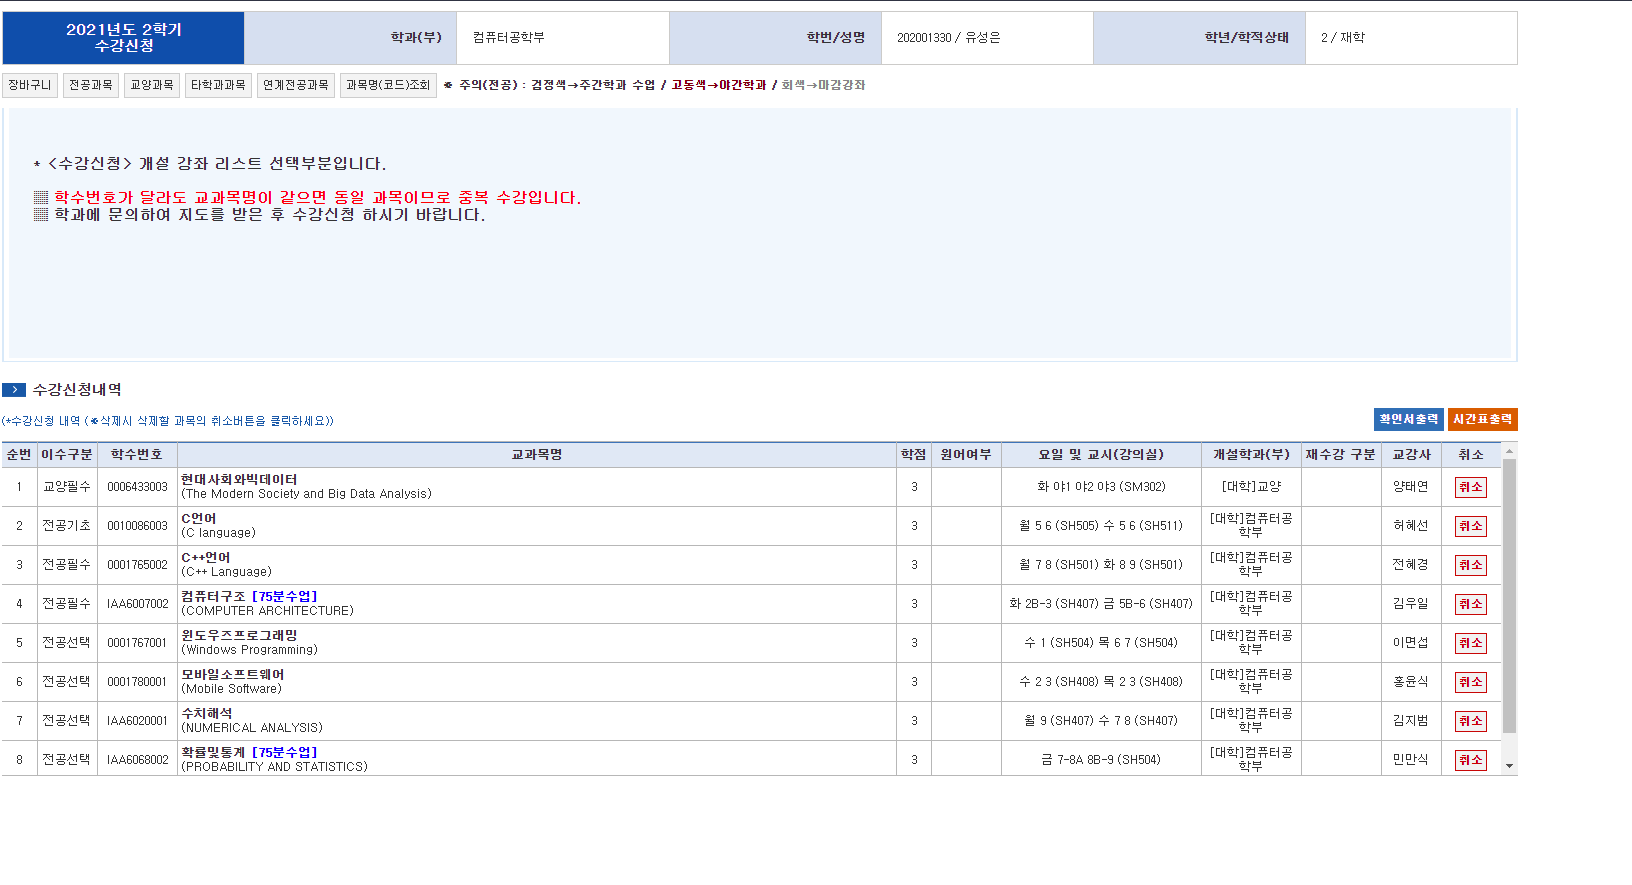 2021년도 2학기
수강신청
학과(부) 컴퓨터공학부 학번/성명 202001330 / 유성은 학년/학적상태 2 / 재학
장바구니 전공과목 교양과목 타학과과목 연계전공과목 과목명(코드)조회 ※ 주의(전공) : 검정색→주간학과 수업 / 고동색→야간학과 / 회색→마감강좌
* <수강신청> 개설 강좌 리스트 선택부분입니다.
▒ 학수번호가 달라도 교과목명이 같으면 동일 과목이므로 중복 수강입니다.
▒ 학과에 문의하여 지도를 받은 후 수강신청 하시기 바랍니다.
수강신청내역
(*수강신청 내역 (※삭제시 삭제할 과목의 취소버튼을 클릭하세요))
확인서출력 시간표출력
순번 이수구분 학수번호 교과목명 학점 원어여부 요일 및 교시(강의실) 개설학과(부) 재수강 구분 교강사 취소
1 교양필수 0006433003 현대사회와빅데이터 3 화 야1 야2 야3 (SM302) [대학]교양 양태연 취소
(The Modern Society and Big Data Analysis)
2 전공기초 0010086003 C언어 3 월 5 6 (SH505) 수 5 6 (SH511) [대학]컴퓨터공 허혜선 취소
(C language) 학부
3 전공필수 0001765002 C++언어 3 월 7 8 (SH501) 화 8 9 (SH501) [대학]컴퓨터공 전혜경 취소
(C++ Language) 학부
4 전공필수 IAA6007002 컴퓨터구조 [75분수업] 3 화 2B-3 (SH407) 금 5B-6 (SH407) [대학]컴퓨터공 김우일 취소
(COMPUTER ARCHITECTURE) 학부
5 전공선택 0001767001 윈도우즈프로그래밍 3 수 1 (SH504) 목 6 7 (SH504) [대학]컴퓨터공 이면섭 취소
(Windows Programming) 학부
6 전공선택 0001780001 모바일소프트웨어 3 수 2 3 (SH408) 목 2 3 (SH408) [대학]컴퓨터공 홍윤식 취소
(Mobile Software) 학부
7 전공선택 IAA6020001 수치해석 3 월 9 (SH407) 수 7 8 (SH407) [대학]컴퓨터공 김지범 취소
(NUMERICAL ANALYSIS) 학부
8 전공선택 IAA6068002 확률및통계 [75분수업] 3 금 7-8A 8B-9 (SH504) [대학]컴퓨터공 민만식 취소
(PROBABILITY AND STATISTICS) 학부